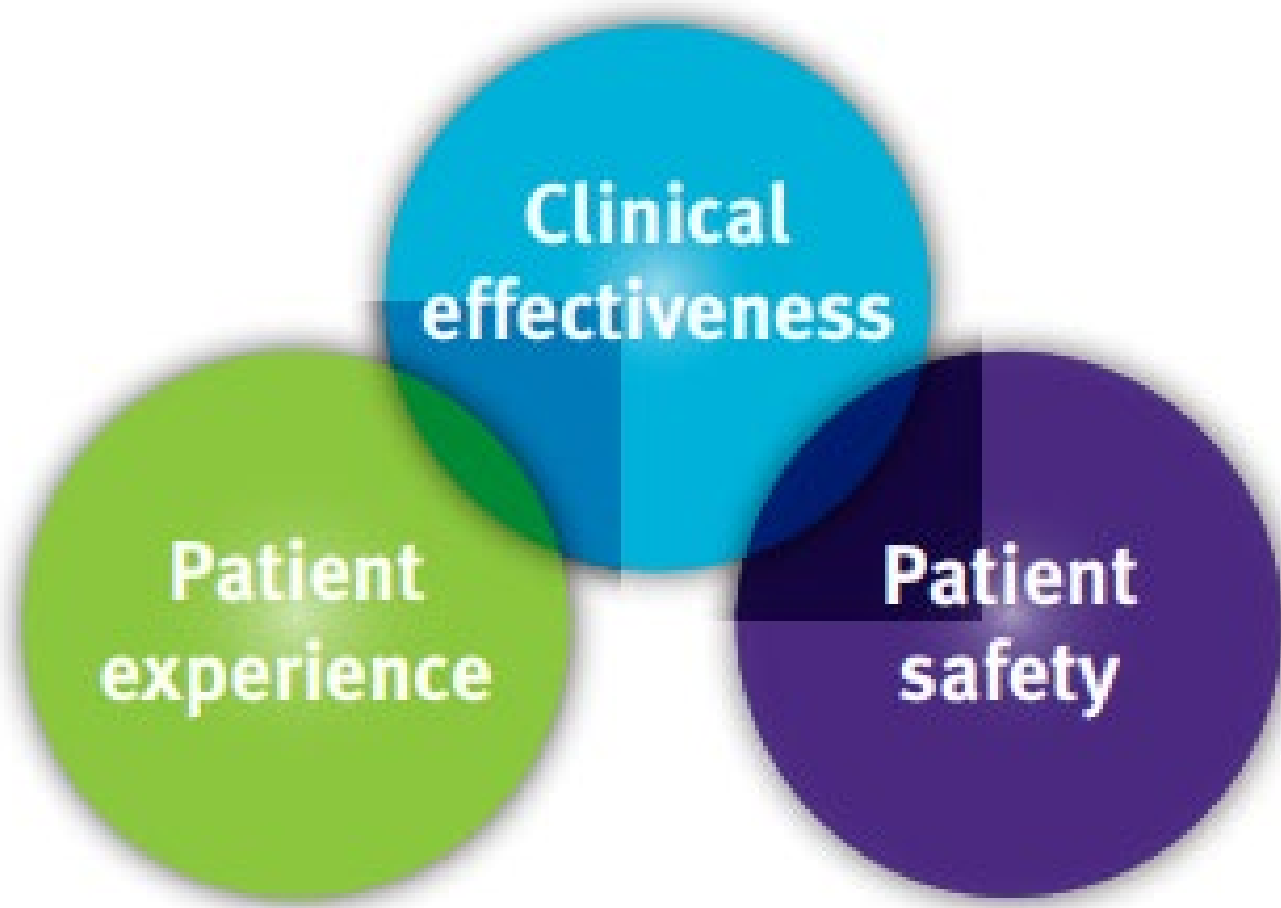 Clinical
effectiveness
Patient
experience
Patient
safety